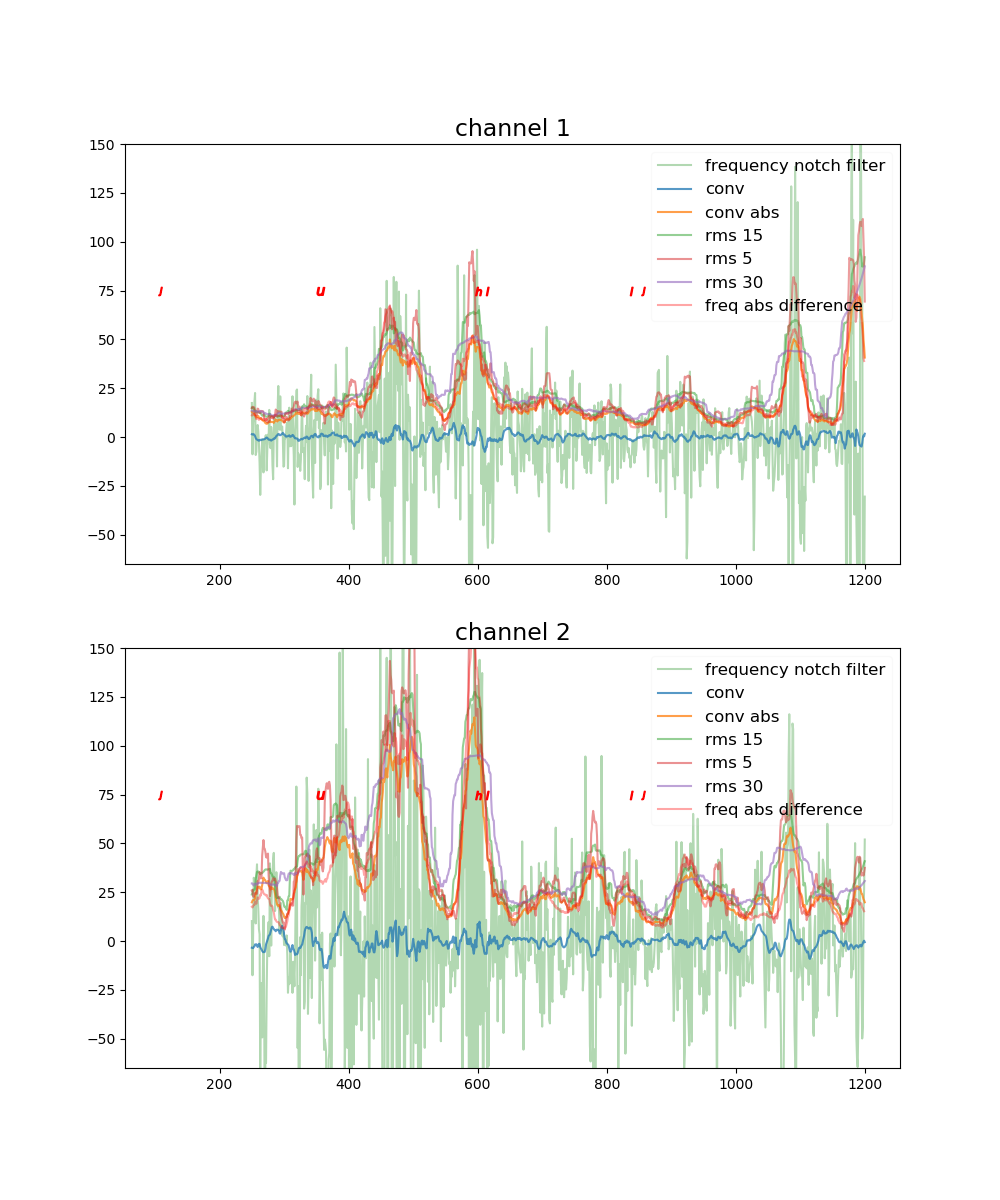 channel 1
150
125
100
75
50
25
0
−25
−50
frequency notch filter
conv
conv abs
rms 15
rms 5
rms 30
freq abs difference
J u h I I J
200 400 600 800 1000 1200
channel 2
150
125
100
75
50
25
0
−25
−50
frequency notch filter
conv
conv abs
rms 15
rms 5
rms 30
freq abs difference
J u h I I J
200 400 600 800 1000 1200